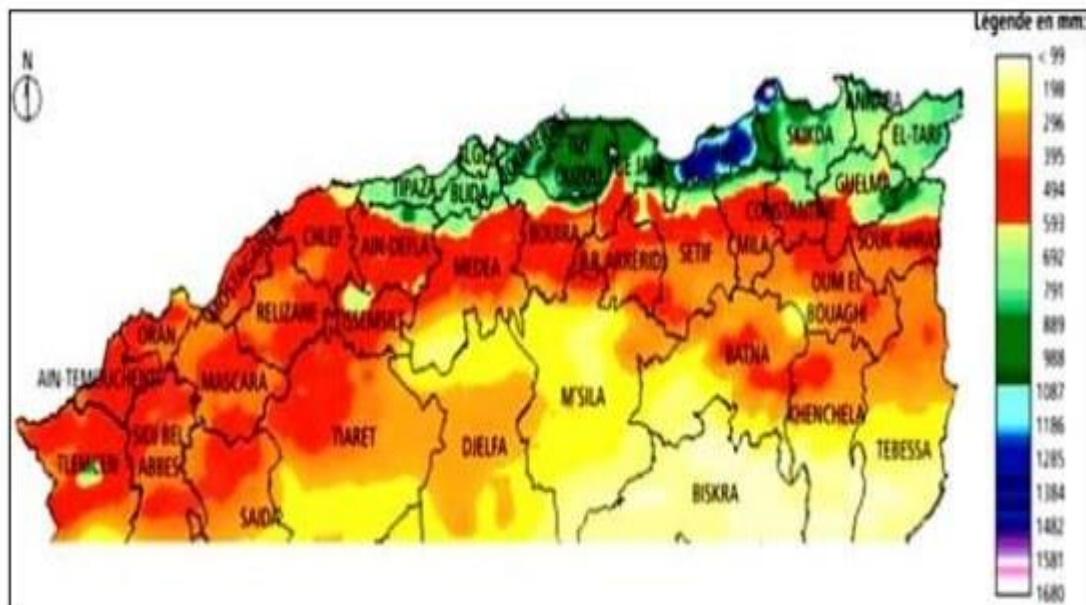 Légende en mm:
N
< 99
198
296
395
494
593
692
791
889
988
1087
1186
1285
1384
1482
1581
1680
ANNABA
SKIKDA
EL-TARF
GUELMA
TIZI
OUZOU
ALGER
TIPAZA
BLIDA
CONSTANTINE
SOUK-AHRAS
CHLEF
AIN-DEFLA
MEDEA
BOUIRA
B.B. ARRERIDJ
SETIF
MILA
OUM EL
BOUAGHI
RELIZANE
ORAN
AIN-TEMOUCHENT
MASCARA
BATNA
KHENCHELA
M'SILA
TIARET
DJELFA
TEBESSA
TLEMCEN
SIDI BEL
ABBES
SAIDA
BISKRA